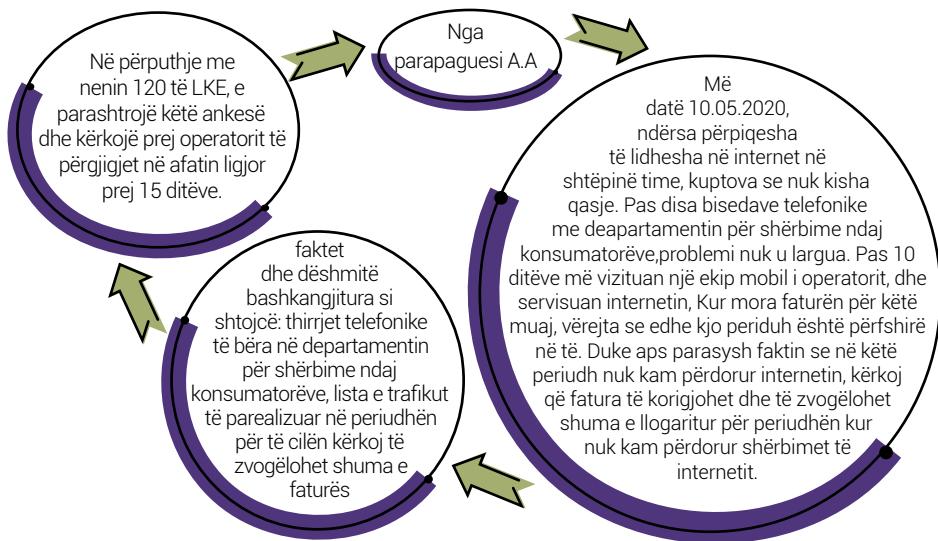 Në përputhje me
nenin 120 të LKE, e
parashtrojë këtë ankesë
dhe kërkojë prej operatorit të
përgjigjet në afatin ligjor
prej 15 ditëve.
Nga
parapaguesi A.A
Më
datë 10.05.2020,
ndërsa përpiqesha
të lidhesha në internet në
shtëpinë time, kuptova se nuk kisha
qasje. Pas disa bisedave telefonike
me deapartamentin për shërbime ndaj
konsumatorëve,problemi nuk u largua. Pas 10
ditëve më vizituan një ekip mobil i operatorit, dhe
servisuan internetin, Kur mora faturën për këtë
muaj, vërejta se edhe kjo periduh është përfshirë
në të. Duke aps parasysh faktin se në këtë
periudh nuk kam përdorur internetin, kërkoj
që fatura të korigjohet dhe të zvogëlohet
shuma e llogaritur për periudhën kur
nuk kam përdorur shërbimet të
internetit.
faktet
dhe dëshmitë
bashkangjitura si
shtojcë: thirrjet telefonike
të bëra në departamentin
për shërbime ndaj
konsumatorëve, lista e trafikut
të parealizuar në periudhën
për të cilën kërkoj të
zvogëlohet shuma e
faturës